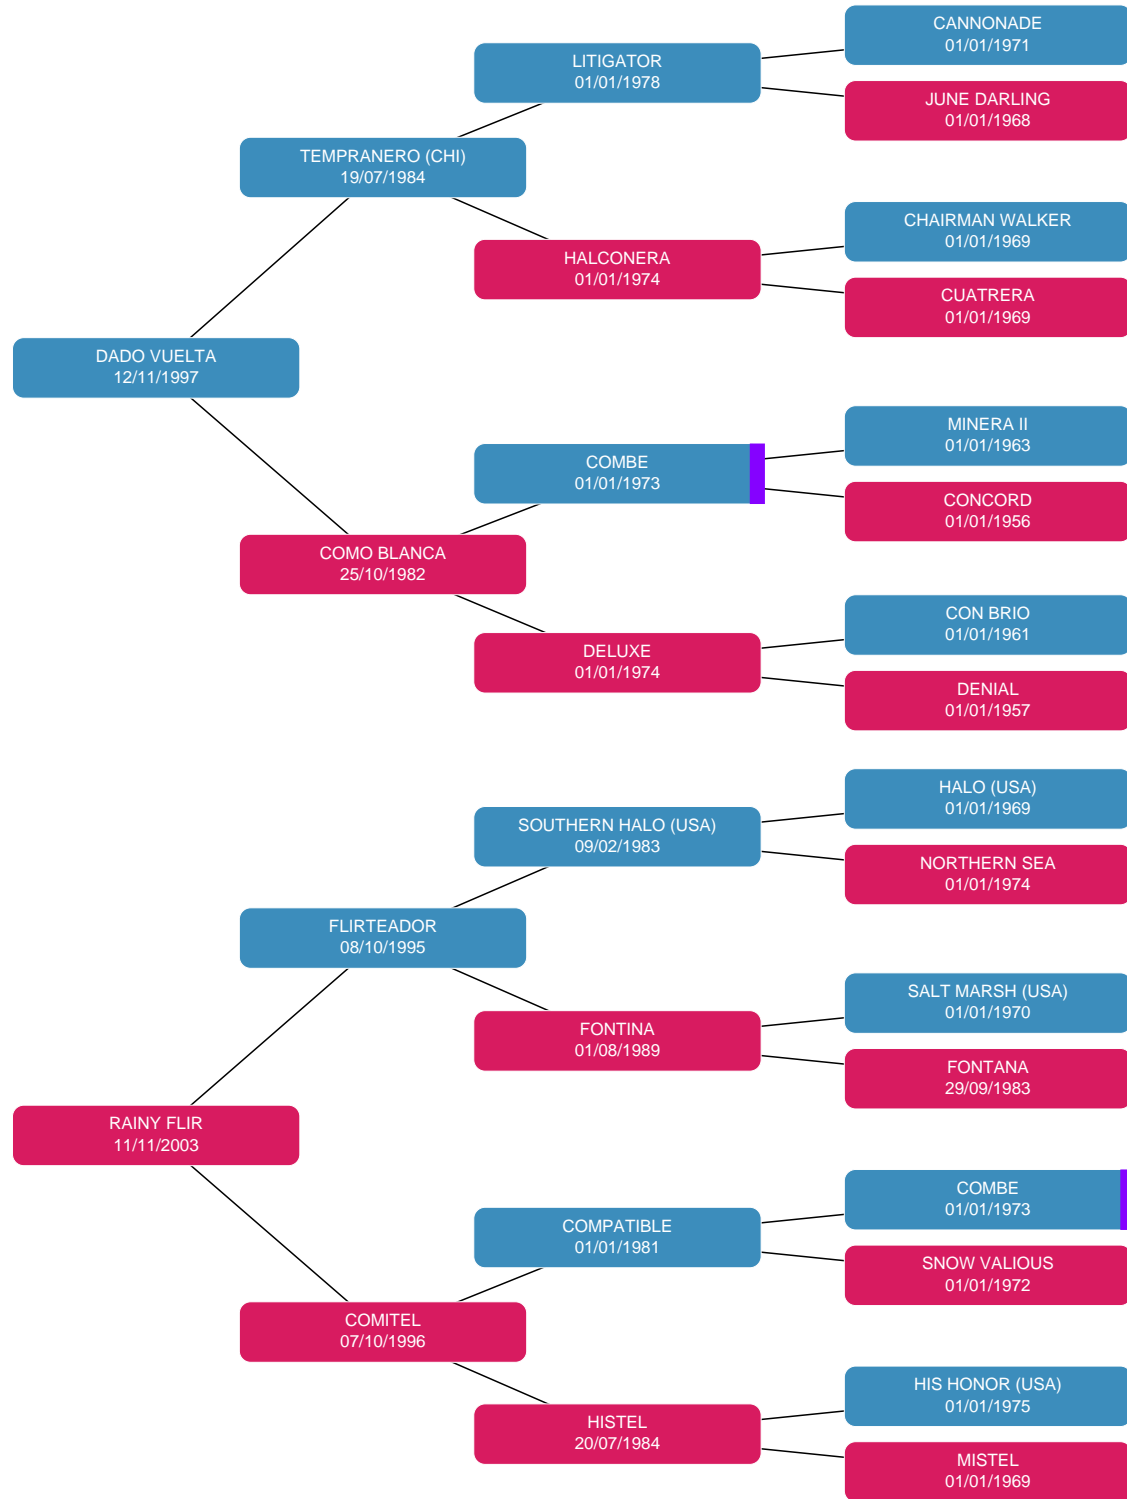 CANNONADE
01/01/1971
LITIGATOR
01/01/1978
JUNE DARLING
01/01/1968
TEMPRANERO (CHI)
19/07/1984
CHAIRMAN WALKER
01/01/1969
HALCONERA
01/01/1974
CUATRERA
01/01/1969
DADO VUELTA
12/11/1997
MINERA II
01/01/1963
COMBE
01/01/1973
CONCORD
01/01/1956
COMO BLANCA
25/10/1982
CON BRIO
01/01/1961
DELUXE
01/01/1974
DENIAL
01/01/1957
HALO (USA)
01/01/1969
SOUTHERN HALO (USA)
09/02/1983
NORTHERN SEA
01/01/1974
FLIRTEADOR
08/10/1995
SALT MARSH (USA)
01/01/1970
FONTINA
01/08/1989
FONTANA
29/09/1983
RAINY FLIR
11/11/2003
COMBE
01/01/1973
COMPATIBLE
01/01/1981
SNOW VALIOUS
01/01/1972
COMITEL
07/10/1996
HIS HONOR (USA)
01/01/1975
HISTEL
20/07/1984
MISTEL
01/01/1969